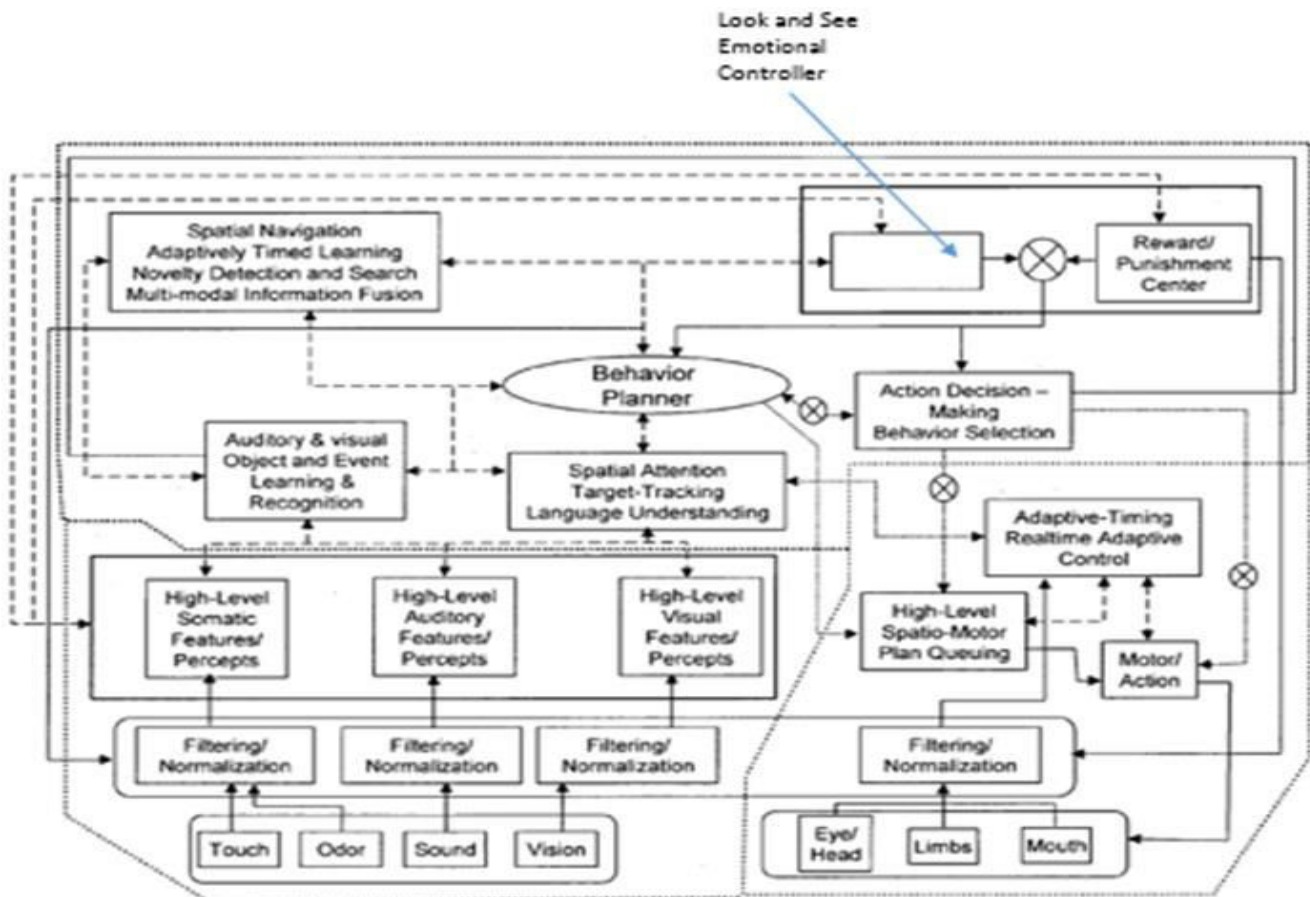 Look and See
Emotional
Controller
Spatial Navigation
Adaptively Timed Learning
Novelty Detection and Search
Multi-modal Information Fusion
Reward/
Punishment
Center
Behavior
Planner
Action Decision –
Making
Behavior Selection
Auditory & visual
Object and Event
Learning &
Recognition
Spatial Attention
Target-Tracking
Language Understanding
Adaptive-Timing
Realtime Adaptive
Control
High-Level
Somatic
Features/
Percepts
High-Level
Auditory
Features/
Percepts
High-Level
Visual
Features/
Percepts
High-Level
Spatio-Motor
Plan Queuing
Motor/
Action
Filtering/
Normalization
Filtering/
Normalization
Filtering/
Normalization
Filtering/
Normalization
Touch
Odor
Sound
Vision
Eye/
Head
Limbs
Mouth